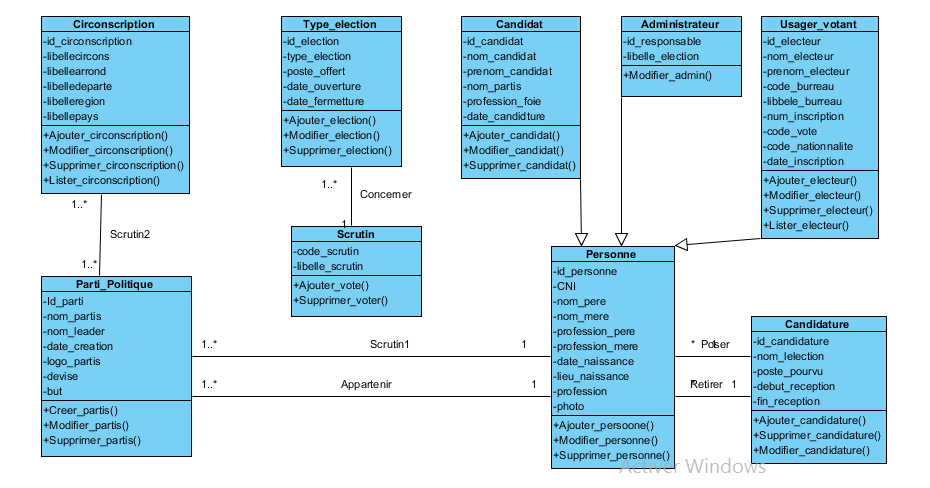 Circonscription
-id_circonscription
-libellecircons
-libellearrond
-libelledeparte
-libelleregion
-libellepays
+Ajouter_circonscription()
+Modifier_circonscription()
+Supprimer_circonscription()
+Lister_circonscription()
Type_election
-id_election
-type_election
-poste_offert
-date_ouverture
-date_fermetture
+Ajouter_election()
+Modifier_election()
+Supprimer_election()
Candidat
-id_candidat
-nom_candidat
-prenom_candidat
-nom_partis
-profession_foie
-date_candidture
+Ajouter_candidat()
+Modifier_candidat()
+Supprimer_candidat()
Administrateur
-id_responsable
-libelle_election
+Modifier_admin()
Usager_votant
-id_electeur
-nom_electeur
-prenom_electeur
-code_burreau
-libbele_burreau
-num_inscription
-code_vote
-code_nationnalite
-date_inscription
+Ajouter_electeur()
+Modifier_electeur()
+Supprimer_electeur()
+Lister_electeur()
1..*
Scrutin2
1..*
1..*
Concerner
1
Scrutin
-code_scrutin
-libelle_scrutin
+Ajouter_vote()
+Supprimer_voter()
Parti_Politique
-Id_parti
-nom_partis
-nom_leader
-date_creation
-logo_partis
-devise
-but
+Creer_partis()
+Modifier_partis()
+Supprimer_partis()
1..*
Scrutin1
1
1..*
Appartenir
1
Personne
-id_personne
-CNI
-nom_pere
-nom_mere
-profession_pere
-profession_mere
-date_naissance
-lieu_naissance
-profession
-photo
+Ajouter_persoone()
+Modifier_personne()
+Supprimer_personne()
* Poser 1
Retirer * 1
Candidature
-id_candidature
-nom_lelection
-poste_pourvu
-debut_reception
-fin_reception
+Ajouter_candidature()
+Supprimer_candidature()
+Modifier_candidature()
Activer Windows